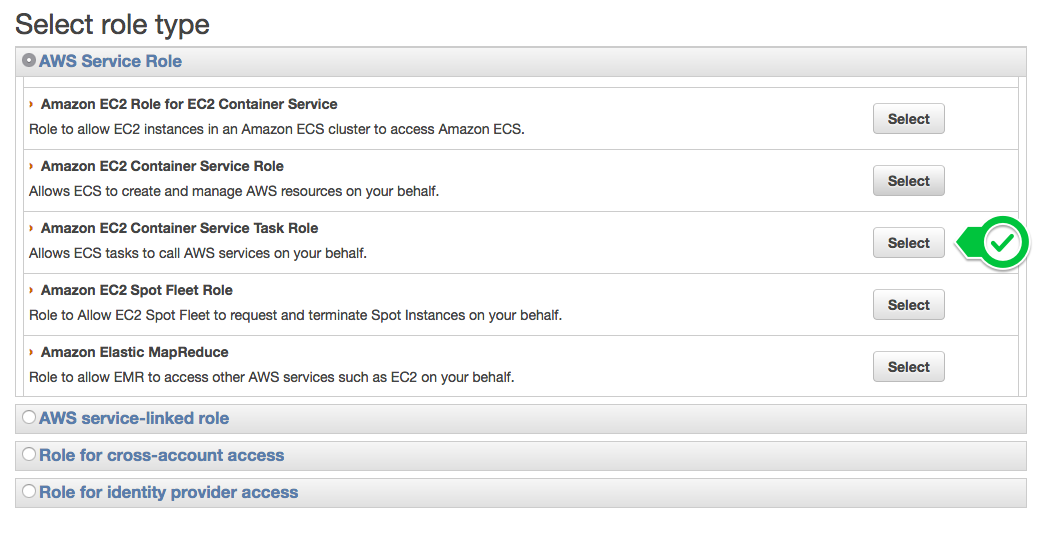 Select role type
AWS Service Role
Amazon EC2 Role for EC2 Container Service
Role to allow EC2 instances in an Amazon ECS cluster to access Amazon ECS.
Select
Amazon EC2 Container Service Role
Allows ECS to create and manage AWS resources on your behalf.
Select
Amazon EC2 Container Service Task Role
Allows ECS tasks to call AWS services on your behalf.
Select
Amazon EC2 Spot Fleet Role
Role to Allow EC2 Spot Fleet to request and terminate Spot Instances on your behalf.
Select
Amazon Elastic MapReduce
Role to allow EMR to access other AWS services such as EC2 on your behalf.
Select
AWS service-linked role
Role for cross-account access
Role for identity provider access